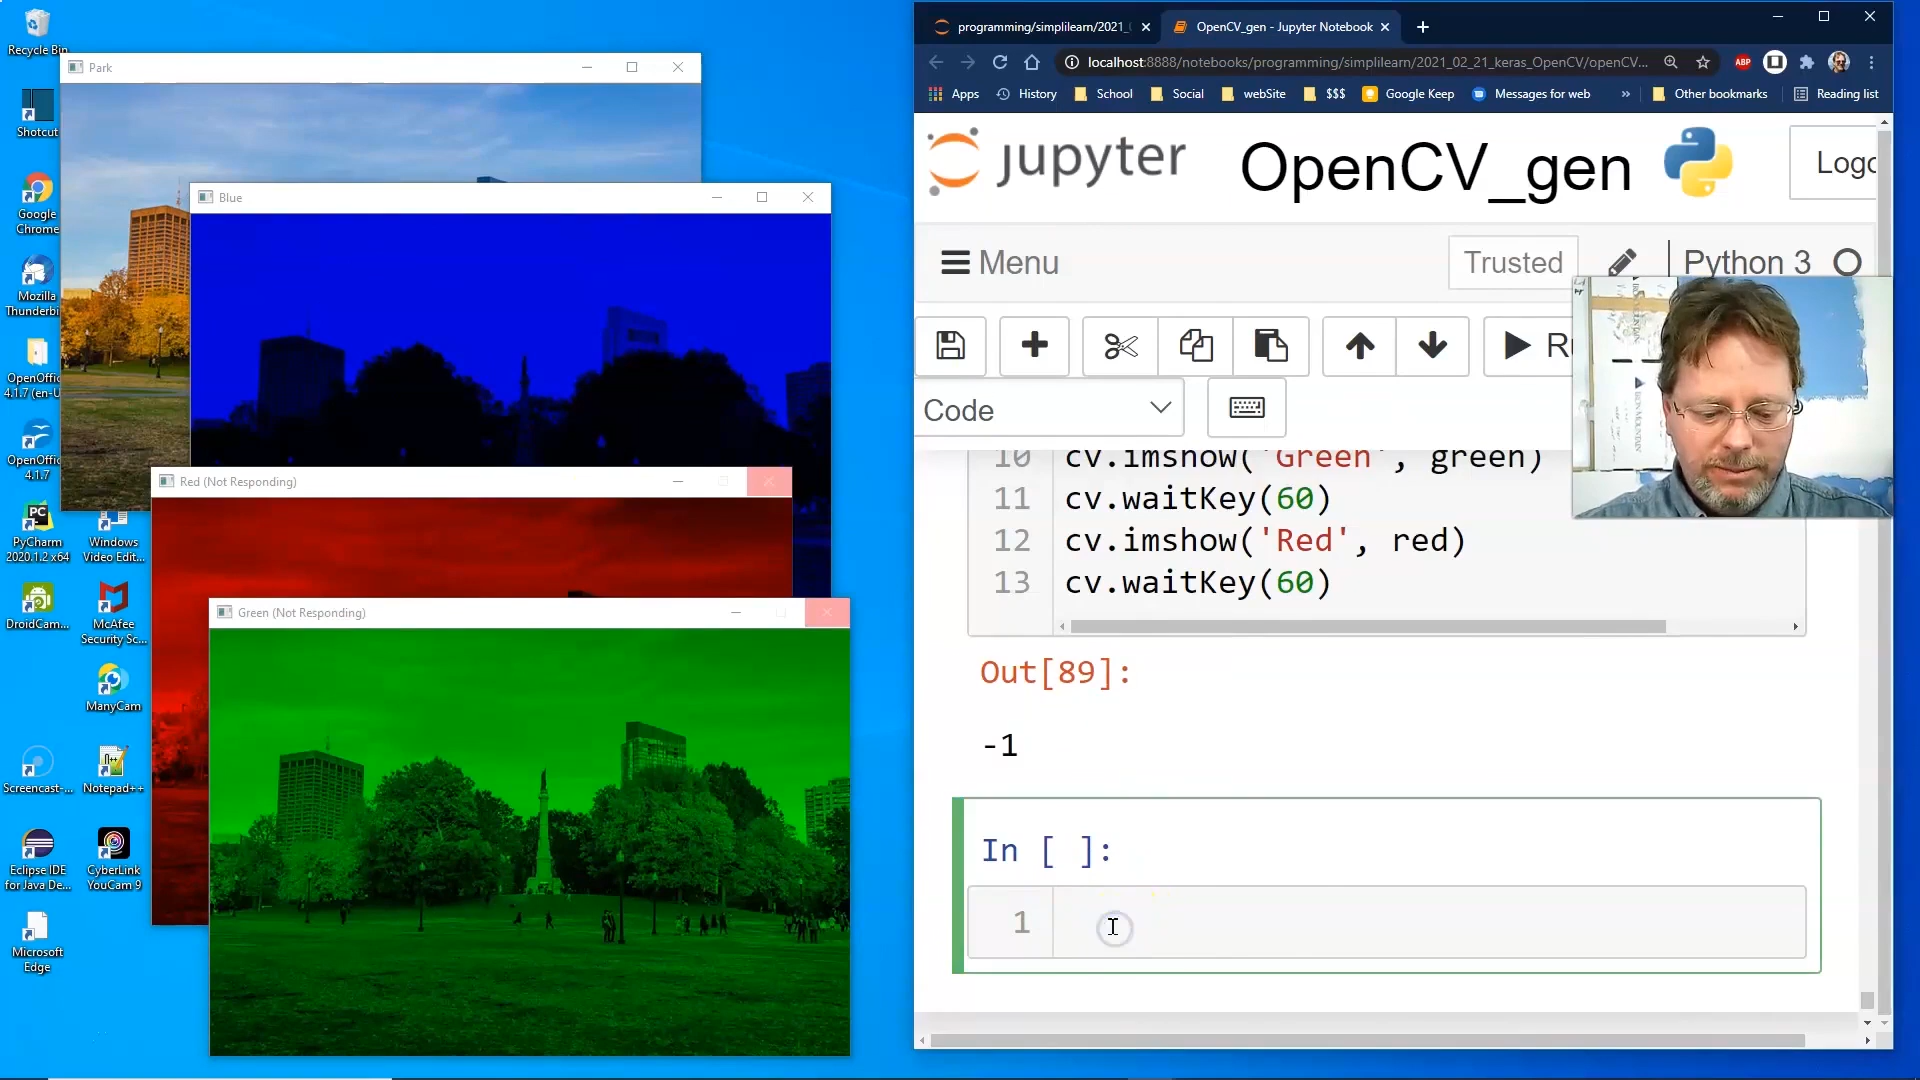 Recycle Bin
Shotcut
Google
Chrome
Mozilla
Thunderbi
OpenOffic
4.1.7 (en-U
OpenOffic
4.1.7
PyCharm
2020.1.2 x64
Windows
Video Edit...
DroidCam...
McAfee
Security Sc...
ManyCam
Screencast-...
Notepad++
Eclipse IDE
for Java De...
CyberLink
YouCam 9
Microsoft
Edge
Park
Blue
Red (Not Responding)
Green (Not Responding)
programming/simplilearn/2021_
OpenCV_gen - Jupyter Notebook
localhost:8888/notebooks/programming/simplilearn/2021_02_21_keras_OpenCV/openCV...
ABP
Apps History School Social webSite $$$ Google Keep Messages for web » Other bookmarks Reading list
jupyter OpenCV_gen Logo
Menu Trusted Python 3
R
Code
10 cv.imshow('Green', green)
11 cv.waitKey(60)
12 cv.imshow('Red', red)
13 cv.waitKey(60)
Out[89]:
-1
In [ ]:
1